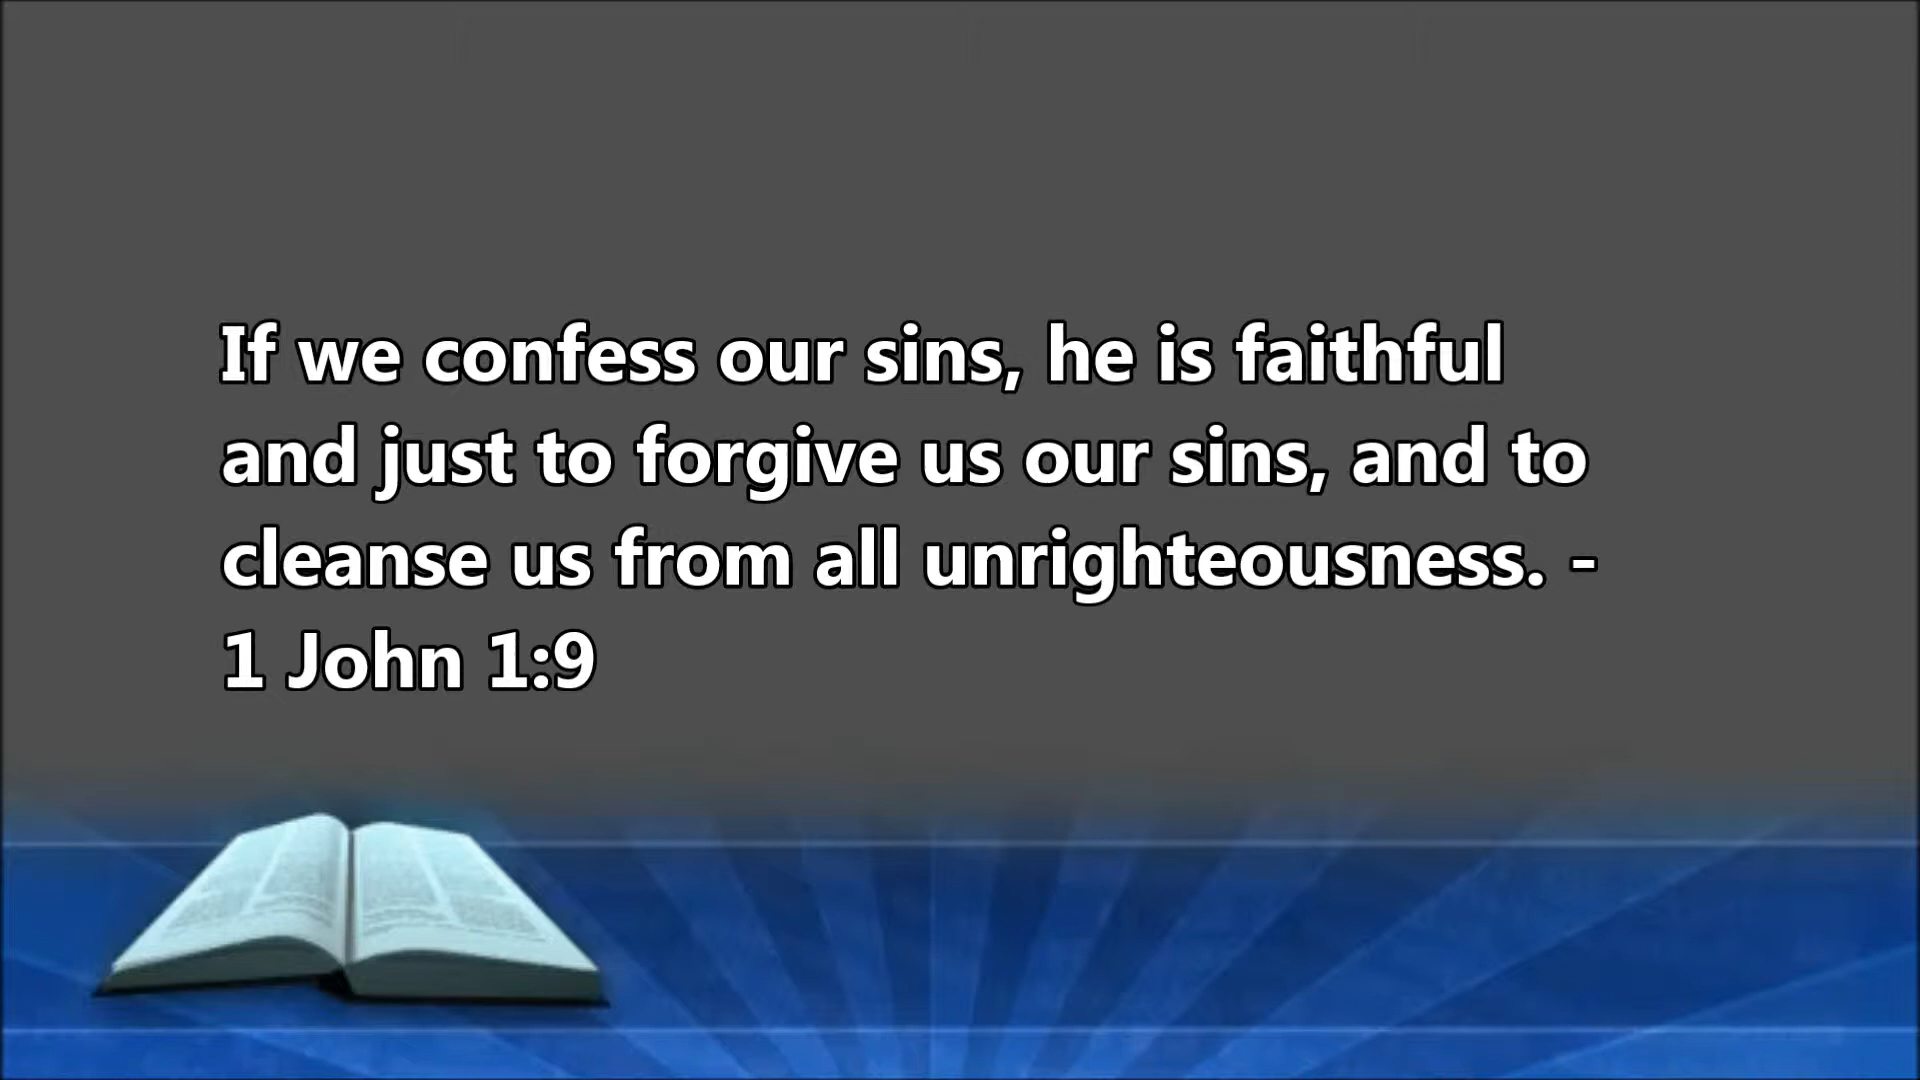 If we confess our sins, he is faithful
and just to forgive us our sins, and to
cleanse us from all unrighteousness. -
1 John 1:9